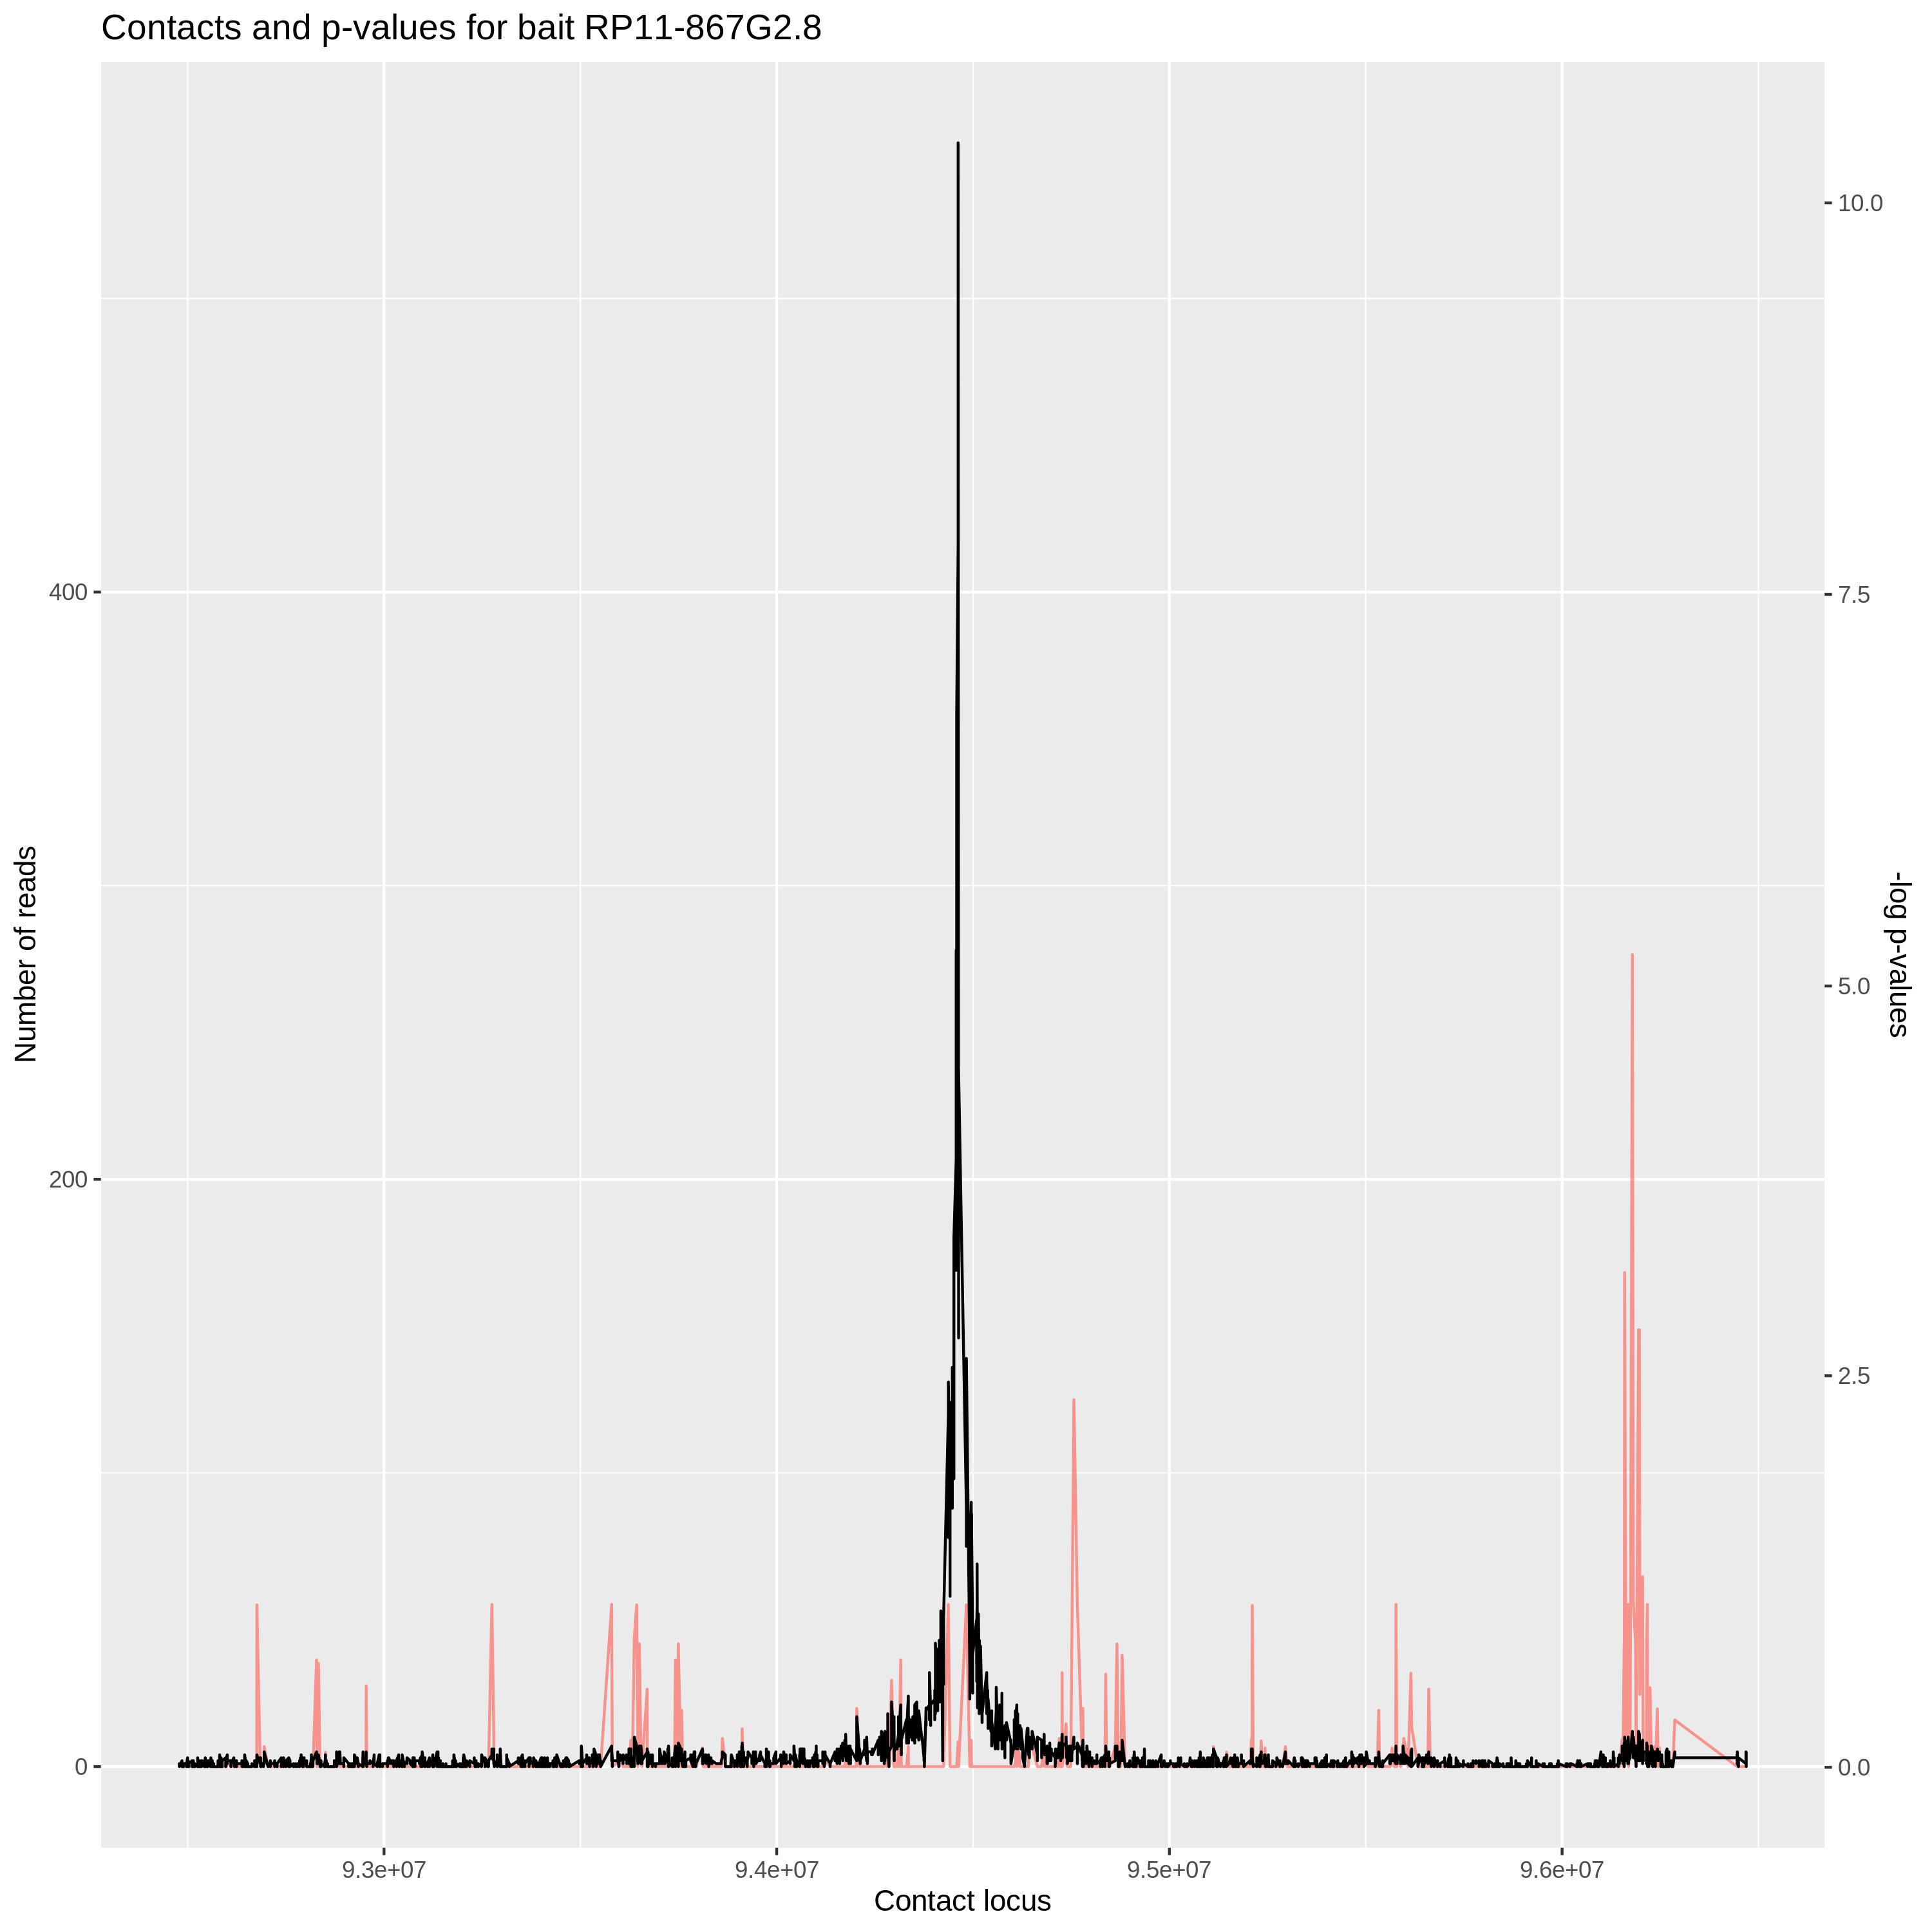 Contacts and p-values for bait RP11-867G2.8
Number of reads
400
200
0
10.0
7.5
5.0
2.5
0.0
-log p-values
9.3e+07 9.4e+07 9.5e+07 9.6e+07
Contact locus